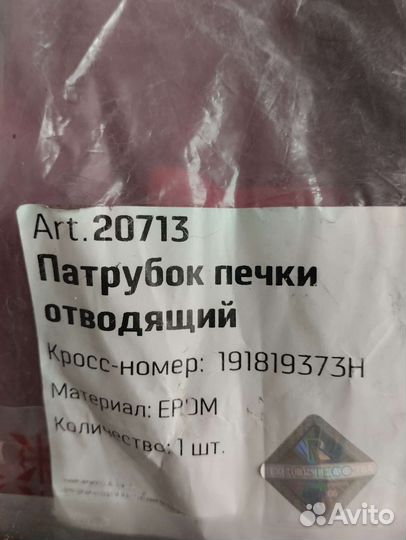 Art.20713
Патрубок печки
отводящий
Кросс-номер: 191819373H
Материал: EPDM
Количество: 1 шт.
Avito